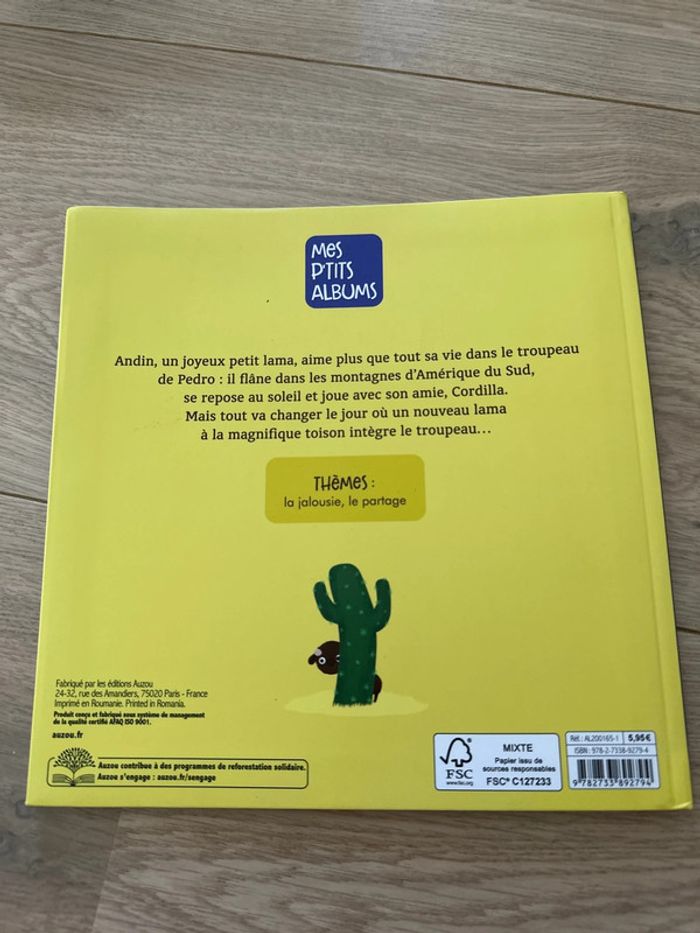 Mes
P'TITS
ALBUMS
Andin, un joyeux petit lama, aime plus que tout sa vie dans le troupeau
de Pedro : il flâne dans les montagnes d'Amérique du Sud,
se repose au soleil et joue avec son amie, Cordilla.
Mais tout va changer le jour où un nouveau lama
à la magnifique toison intègre le troupeau...
THèMES :
la jalousie, le partage
Fabriqué par les éditions Auzou
24-32, rue des Amandiers, 75020 Paris - France
Imprimé en Roumanie. Printed in Romania.
Produit conçu et fabriqué sous système de management
de la qualité certifié AFAQ ISO 9001.
auzou.fr
Auzou contribue à des programmes de reforestation solidaire.
Auzou s'engage : auzou.fr/sengage
FSC
www.fsc.org
MIXTE
Papier issu de
sources responsables
FSC® C127233
Réf. : AL200165-1 5,95€
ISBN : 978-2-7338-9279-4
9 782733 892794